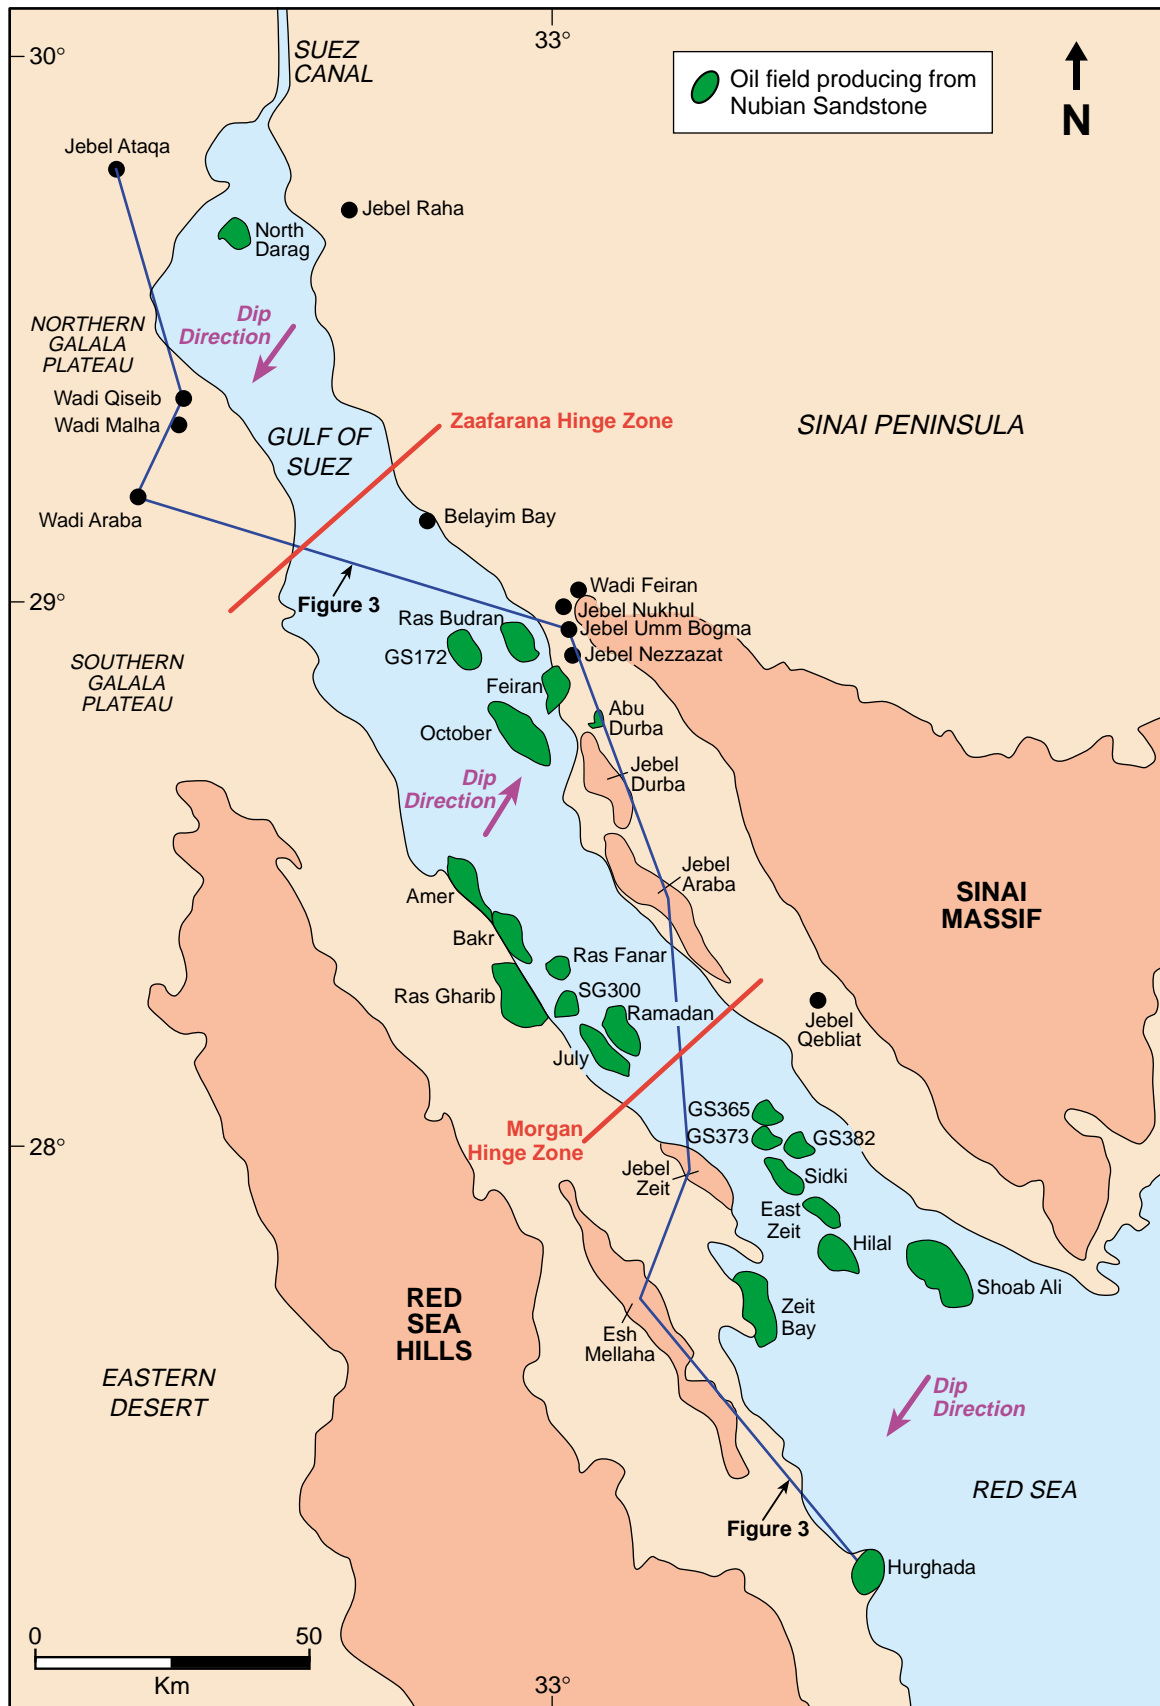 30°
SUEZ
CANAL
33°
Oil field producing from
Nubian Sandstone
N
Jebel Ataqa
Jebel Raha
North
Darag
Dip
Direction
NORTHERN
GALALA
PLATEAU
Wadi Qiseib
Wadi Malha
Zaafarana Hinge Zone
SINAI PENINSULA
GULF OF
SUEZ
Wadi Araba
Belayim Bay
29°
Figure 3
Wadi Feiran
Jebel Nukhul
Jebel Umm Bogma
Jebel Nezzazat
Ras Budran
GS172
SOUTHERN
GALALA
PLATEAU
Feiran
Abu
Durba
October
Jebel
Durba
Dip
Direction
Jebel
Araba
Amer
SINAI
MASSIF
Bakr
Ras Fanar
Ras Gharib
SG300
Ramadan
Jebel
Qebliat
July
GS365
Morgan
Hinge Zone
GS373
GS382
28°
Jebel
Zeit
Sidki
East
Zeit
Hilal
Shoab Ali
RED
SEA
HILLS
Zeit
Bay
Esh
Mellaha
EASTERN
DESERT
Dip
Direction
RED SEA
Figure 3
Hurghada
0
50
Km
33°